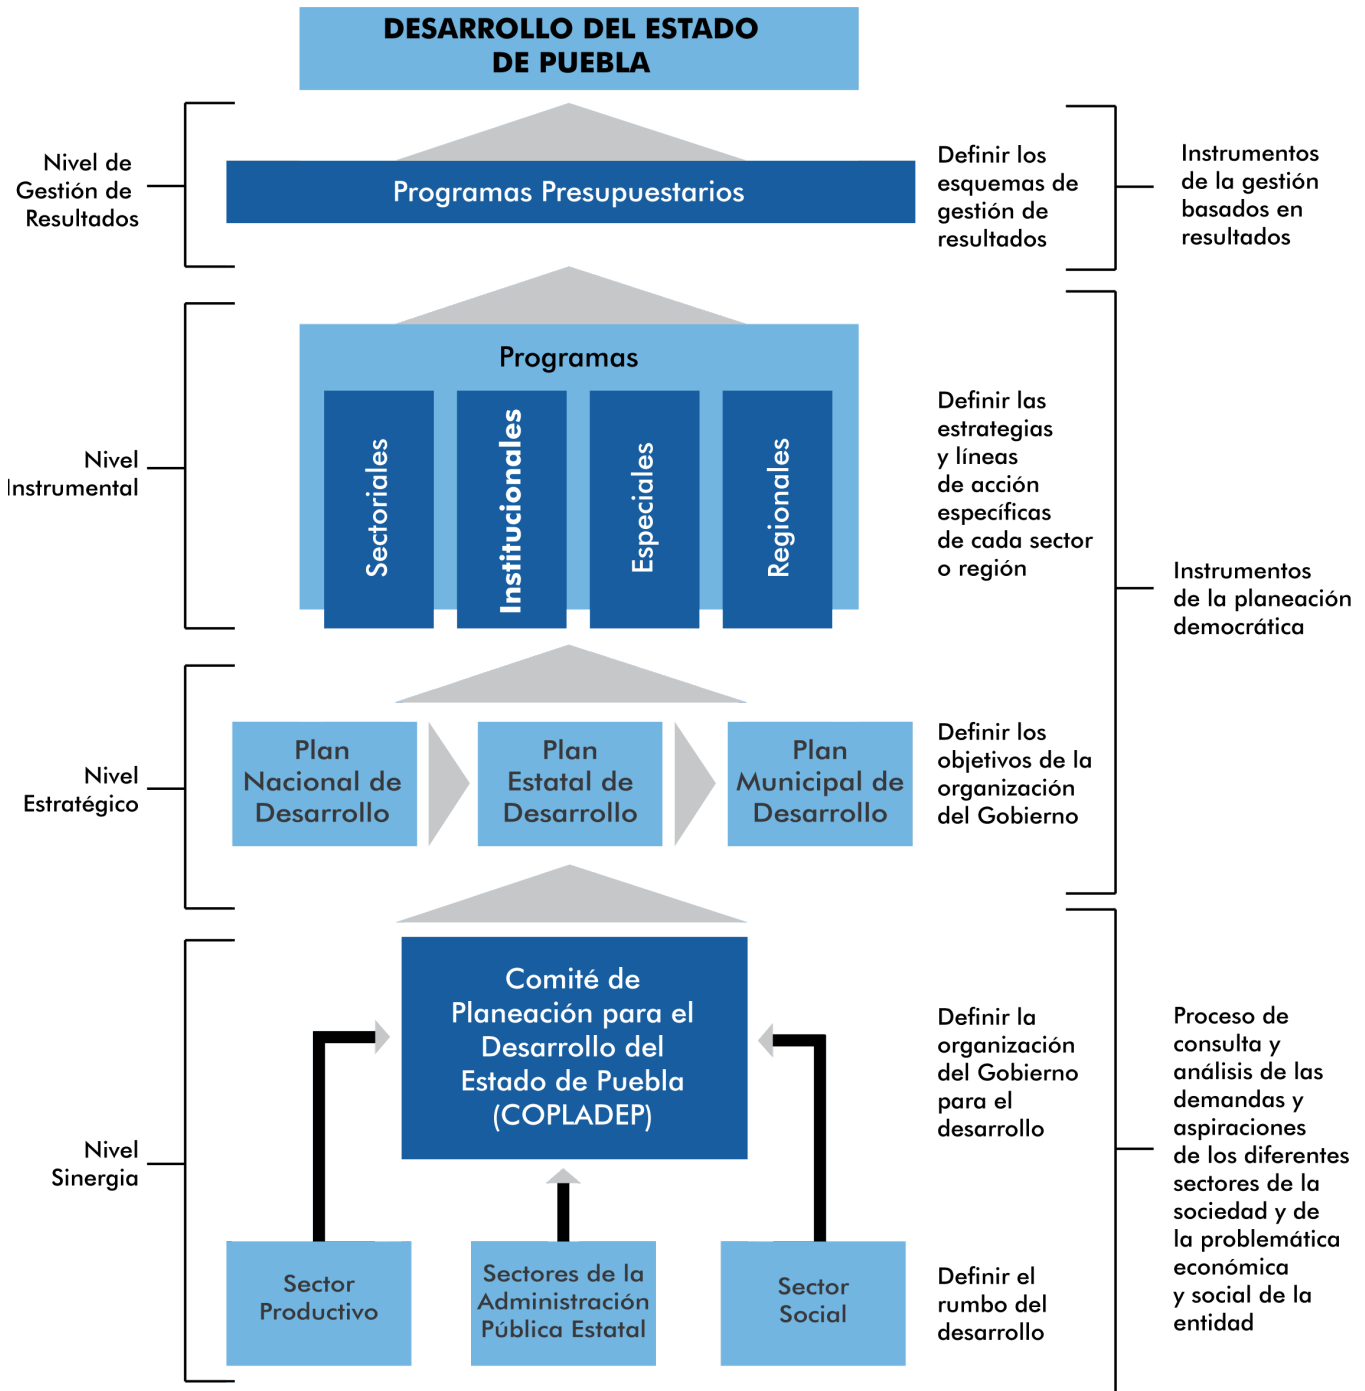 DESARROLLO DEL ESTADO
DE PUEBLA
Nivel de
Gestión de
Resultados
Programas Presupuestarios
Definir los
esquemas de
gestión de
resultados
Instrumentos
de la gestión
basados en
resultados
Nivel
Instrumental
Programas
Sectoriales
Institucionales
Especiales
Regionales
Definir las
estrategias
y líneas
de acción
específicas
de cada sector
o región
Instrumentos
de la planeación
democrática
Nivel
Estratégico
Plan
Nacional de
Desarrollo
Plan
Estatal de
Desarrollo
Plan
Municipal de
Desarrollo
Definir los
objetivos de la
organización
del Gobierno
Nivel
Sinergia
Comité de
Planeación para el
Desarrollo del
Estado de Puebla
(COPLADEP)
Definir la
organización
del Gobierno
para el
desarrollo
Sector
Productivo
Sectores de la
Administración
Pública Estatal
Sector
Social
Definir el
rumbo del
desarrollo
Proceso de
consulta y
análisis de las
demandas y
aspiraciones
de los diferentes
sectores de la
sociedad y de
la problemática
económica
y social de la
entidad